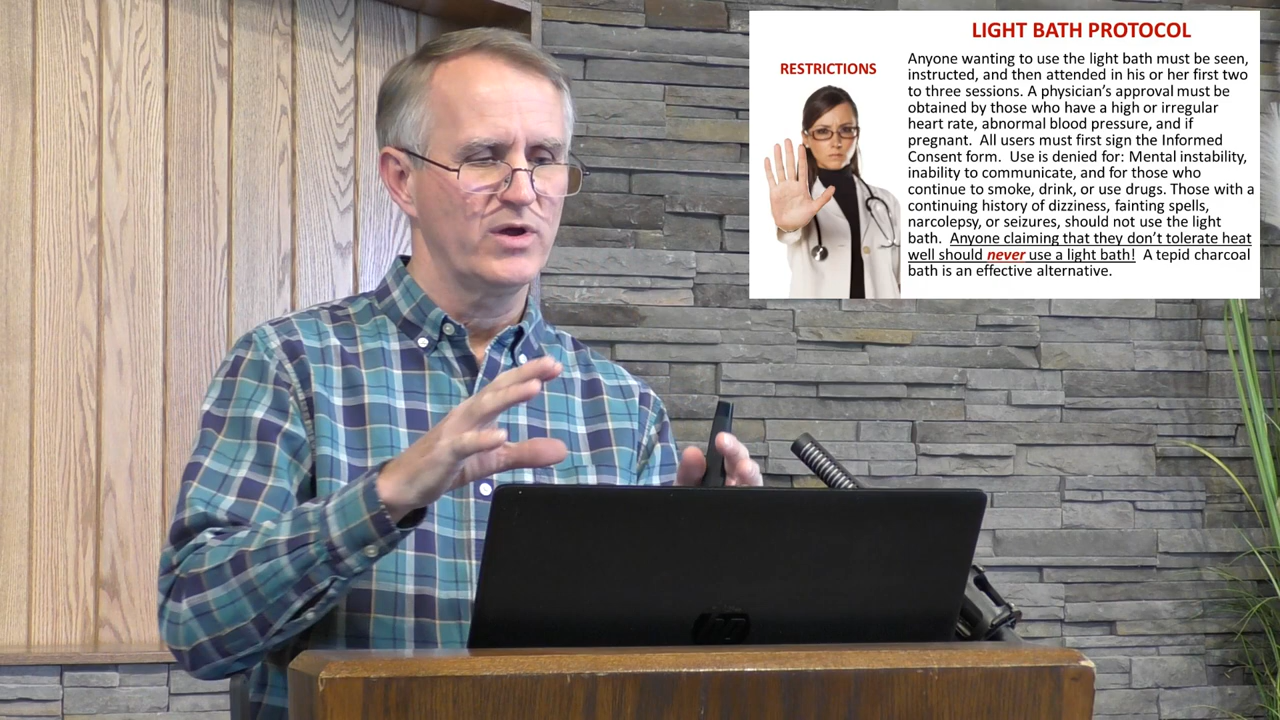 LIGHT BATH PROTOCOL
RESTRICTIONS
Anyone wanting to use the light bath must be seen,
instructed, and then attended in his or her first two
to three sessions. A physician’s approval must be
obtained by those who have a high or irregular
heart rate, abnormal blood pressure, and if
pregnant. All users must first sign the Informed
Consent form. Use is denied for: Mental instability,
inability to communicate, and for those who
continue to smoke, drink, or use drugs. Those with a
continuing history of dizziness, fainting spells,
narcolepsy, or seizures, should not use the light
bath. Anyone claiming that they don’t tolerate heat
well should never use a light bath! A tepid charcoal
bath is an effective alternative.
hp